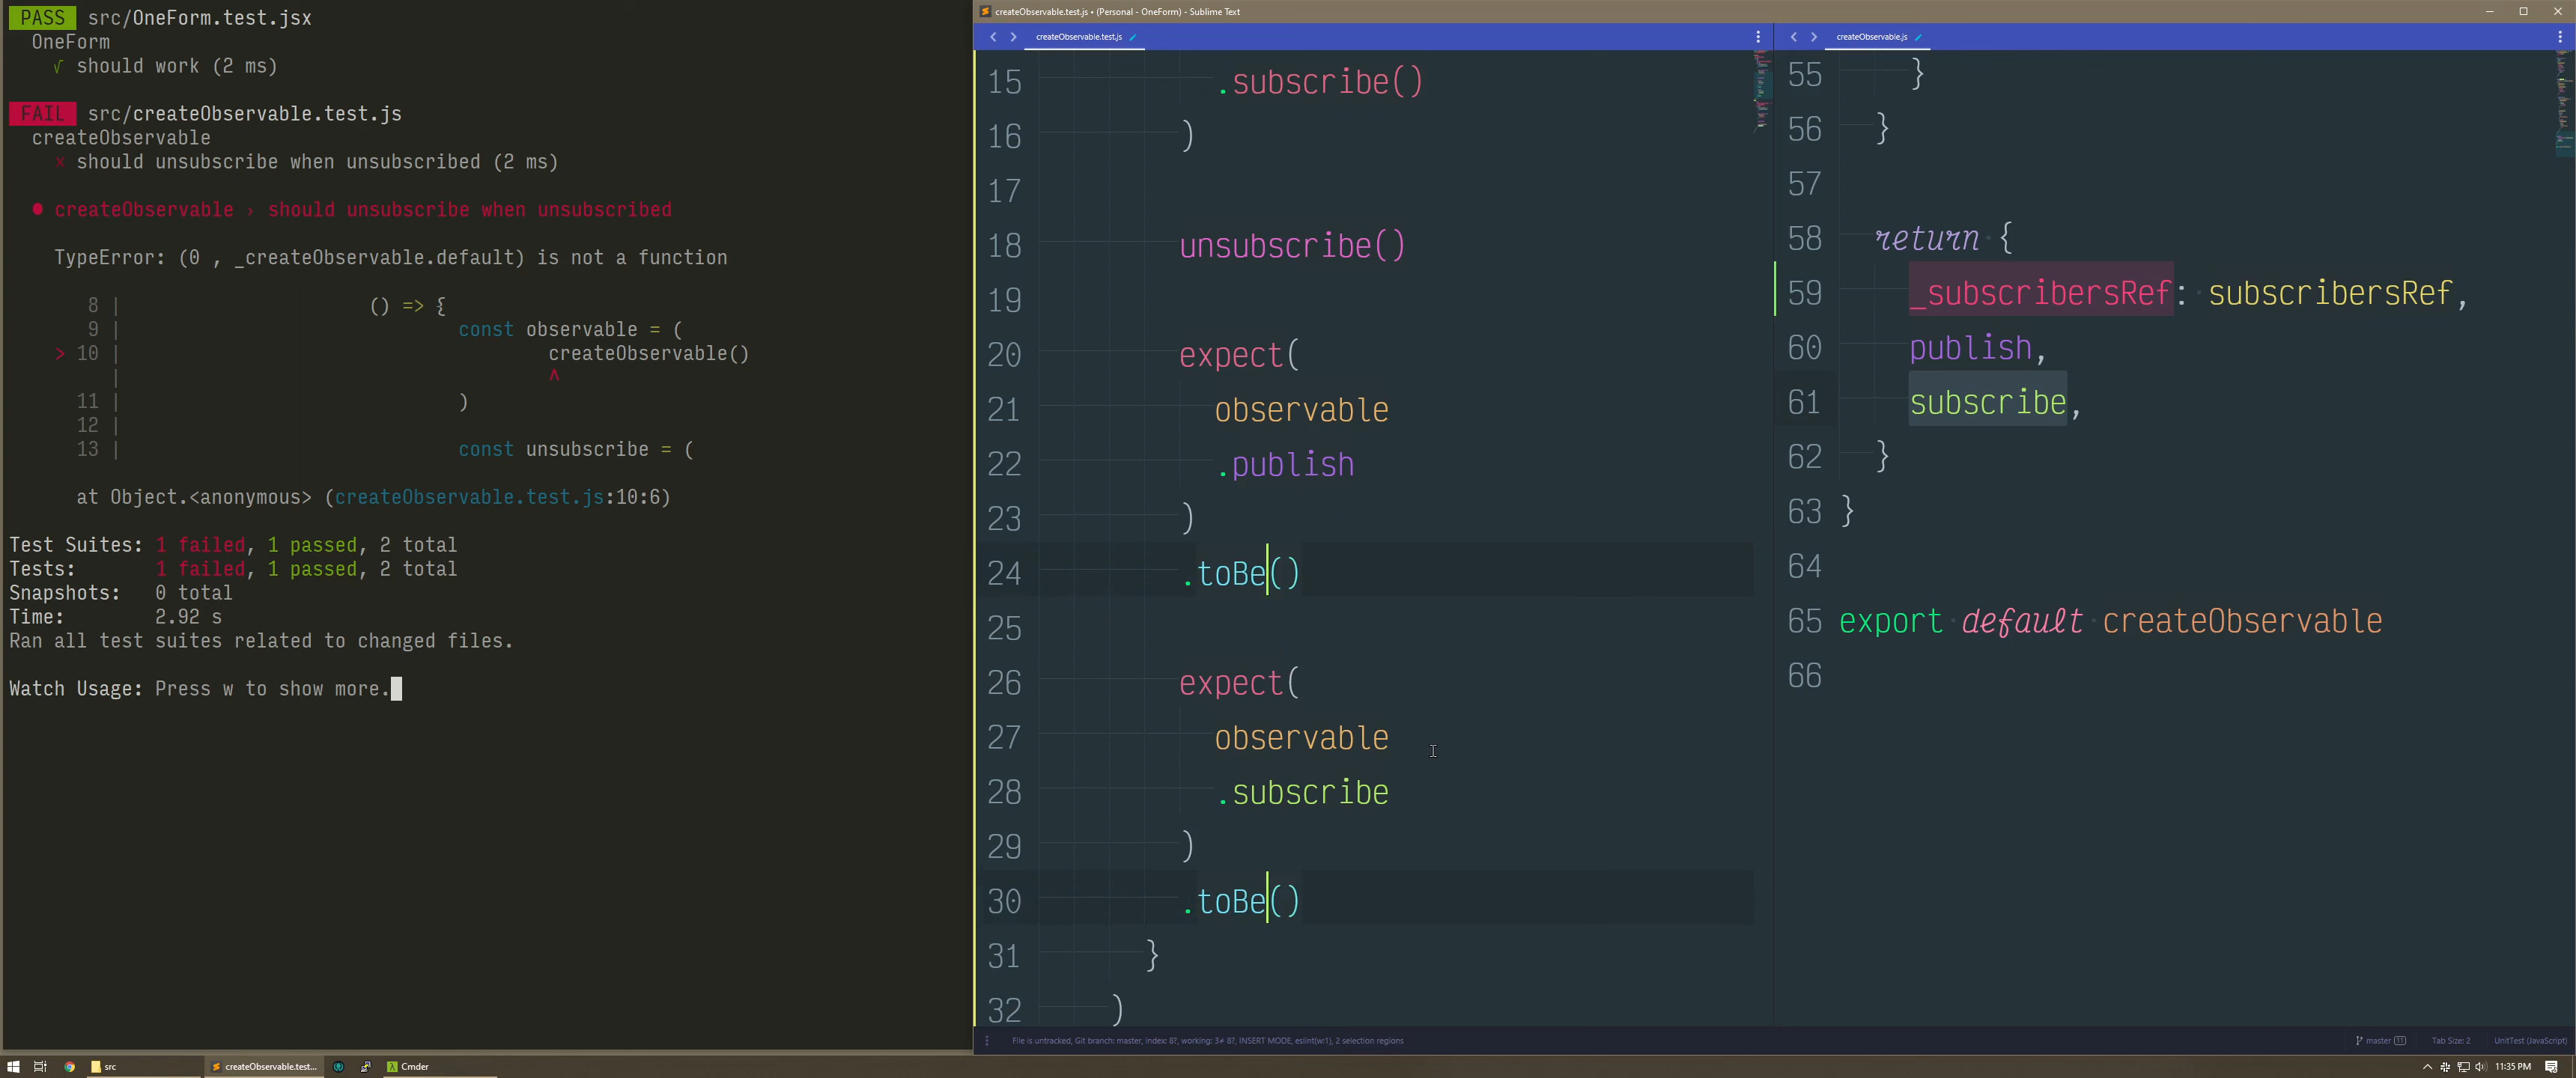 PASS src/OneForm.test.jsx
OneForm
√ should work (2 ms)
FAIL src/createObservable.test.js
createObservable
× should unsubscribe when unsubscribed (2 ms)
● createObservable › should unsubscribe when unsubscribed
TypeError: (0 , _createObservable.default) is not a function
8 | () => {
9 | const observable = (
> 10 | createObservable()
| ^
11 | )
12 |
13 | const unsubscribe = (
at Object.<anonymous> (createObservable.test.js:10:6)
Test Suites: 1 failed, 1 passed, 2 total
Tests: 1 failed, 1 passed, 2 total
Snapshots: 0 total
Time: 2.92 s
Ran all test suites related to changed files.
Watch Usage: Press w to show more.
createObservable.test.js • (Personal - OneForm) - Sublime Text
createObservable.test.js
15 .subscribe()
16 )
17
18 unsubscribe()
19
20 expect(
21 observable
22 .publish
23 )
24 .toBe()
25
26 expect(
27 observable
28 .subscribe
29 )
30 .toBe()
31 }
32 )
createObservable.js
55 }
56 }
57
58 return {
59 _subscribersRef: subscribersRef,
60 publish,
61 subscribe,
62 }
63 }
64
65 export default createObservable
66
File is untracked, Git branch: master, index: 8?, working: 3≠ 8?, INSERT MODE, eslint(w:1), 2 selection regions
master 11
Tab Size: 2
UnitTest (JavaScript)
src
createObservable.test...
Cmder
11:35 PM